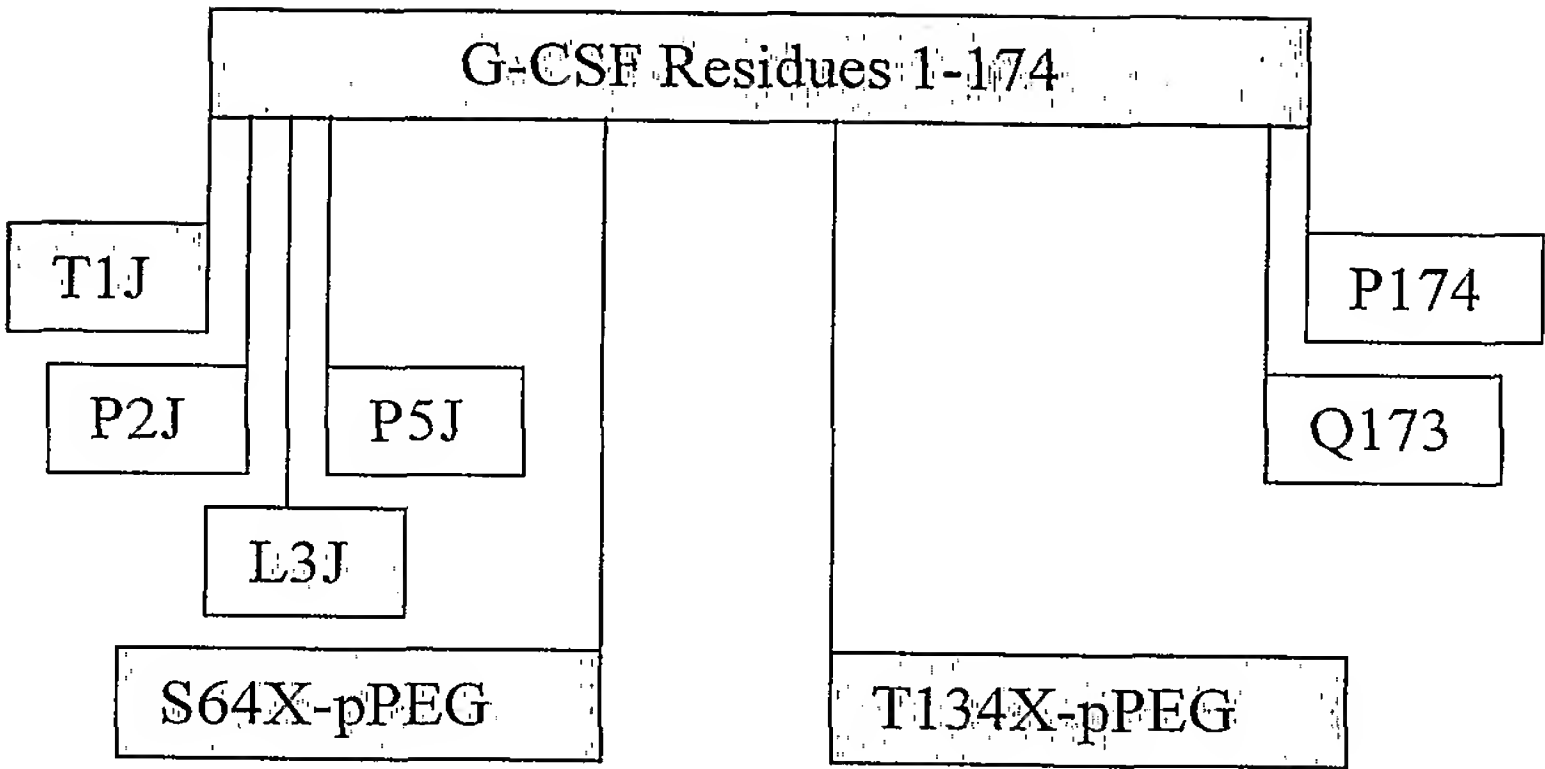 G-CSF Residues 1-174
T1J
P174
P2J
P5J
Q173
L3J
S64X-pPEG
T134X-pPEG